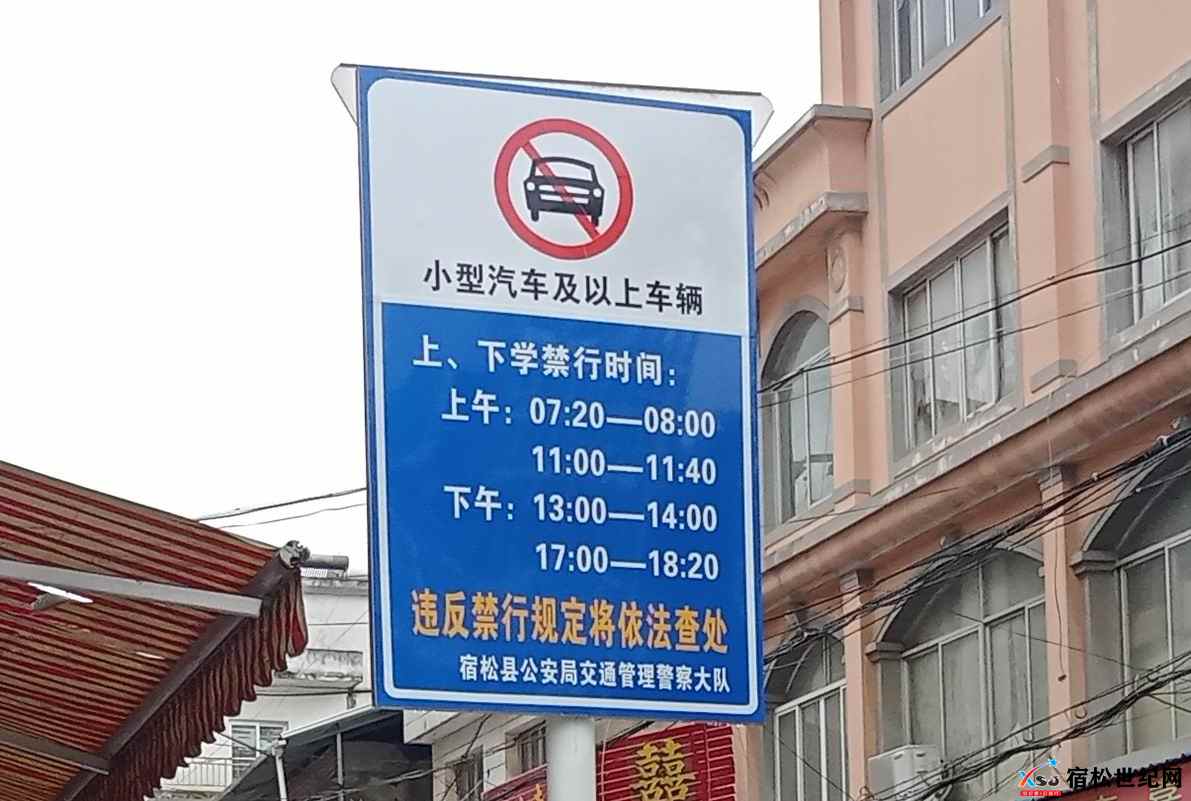 小型汽车及以上车辆
上、下学禁行时间：
上午：07:20—08:00
11:00—11:40
下午：13:00—14:00
17:00—18:20
违反禁行规定将依法查处
宿松县公安局交通管理警察大队
囍
宿松世纪网